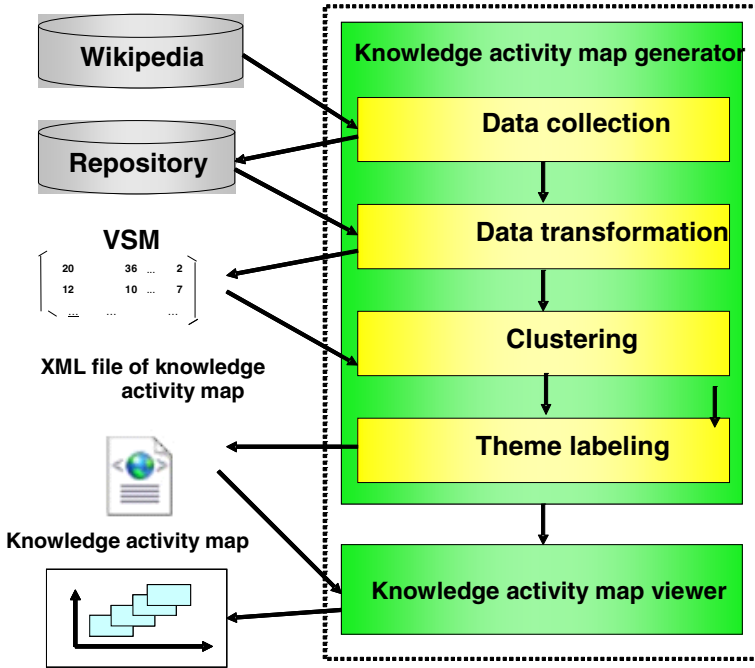 Wikipedia
Knowledge activity map generator
Data collection
Repository
Data transformation
VSM
20 36 ... 2
12 10 ... 7
... ... ...
Clustering
XML file of knowledge
activity map
Theme labeling
Knowledge activity map
Knowledge activity map viewer